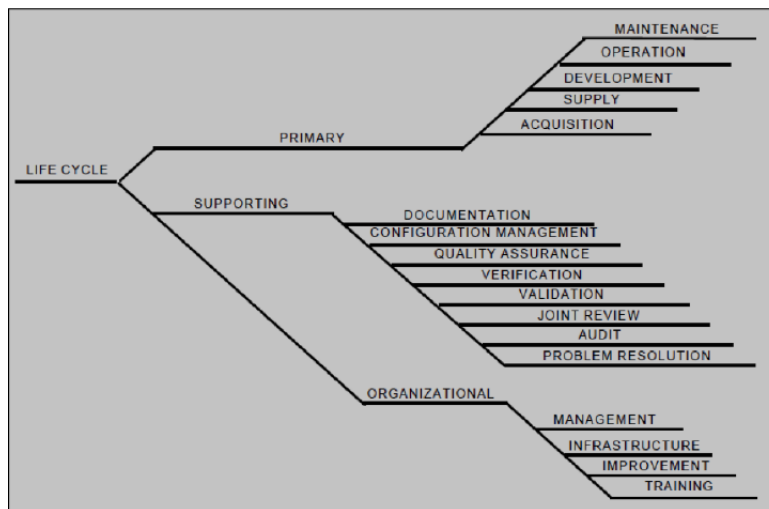 MAINTENANCE
OPERATION
DEVELOPMENT
SUPPLY
ACQUISITION
PRIMARY
LIFE CYCLE
SUPPORTING
DOCUMENTATION
CONFIGURATION MANAGEMENT
QUALITY ASSURANCE
VERIFICATION
VALIDATION
JOINT REVIEW
AUDIT
PROBLEM RESOLUTION
ORGANIZATIONAL
MANAGEMENT
INFRASTRUCTURE
IMPROVEMENT
TRAINING